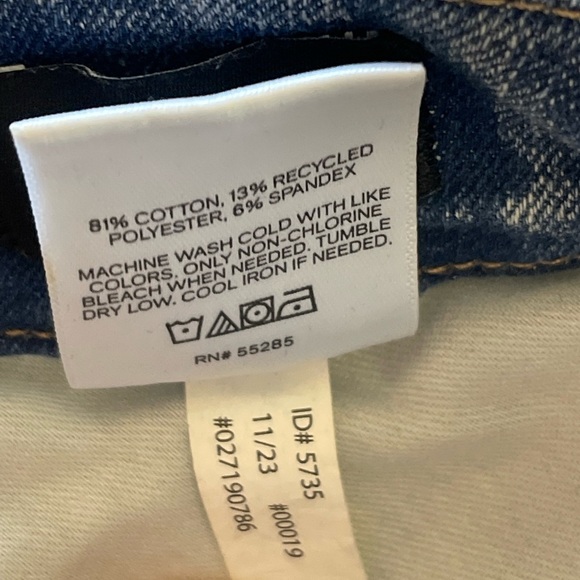 81% COTTON, 13% RECYCLED
POLYESTER, 6% SPANDEX
MACHINE WASH COLD WITH LIKE
COLORS. ONLY NON-CHLORINE
BLEACH WHEN NEEDED. TUMBLE
DRY LOW. COOL IRON IF NEEDED.
RN# 55285
ID# 5735
11/23 #00019
#027190786